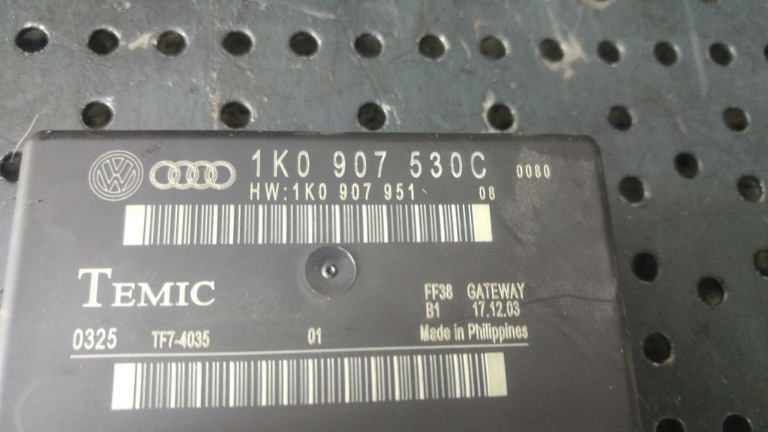 1K0 907 530C 0080
HW:1K0 907 951 08
TEMIC
FF38 GATEWAY
B1 17.12.03
0325 TF7-4035 01 Made in Philippines